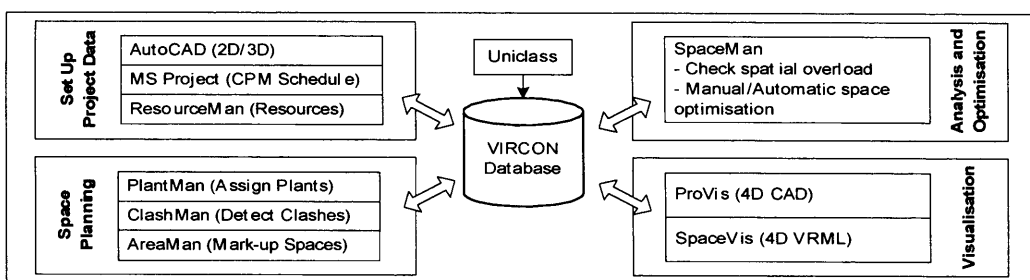 Set Up
Project Data
AutoCAD (2D/3D)
MS Project (CPM Schedule)
ResourceMan (Resources)
Uniclass
VIRCON
Database
SpaceMan
- Check spatial overload
- Manual/Automatic space
optimisation
Analysis and
Optimisation
Space
Planning
PlantMan (Assign Plants)
ClashMan (Detect Clashes)
AreaMan (Mark-up Spaces)
ProVis (4D CAD)
SpaceVis (4D VRML)
Visualisation